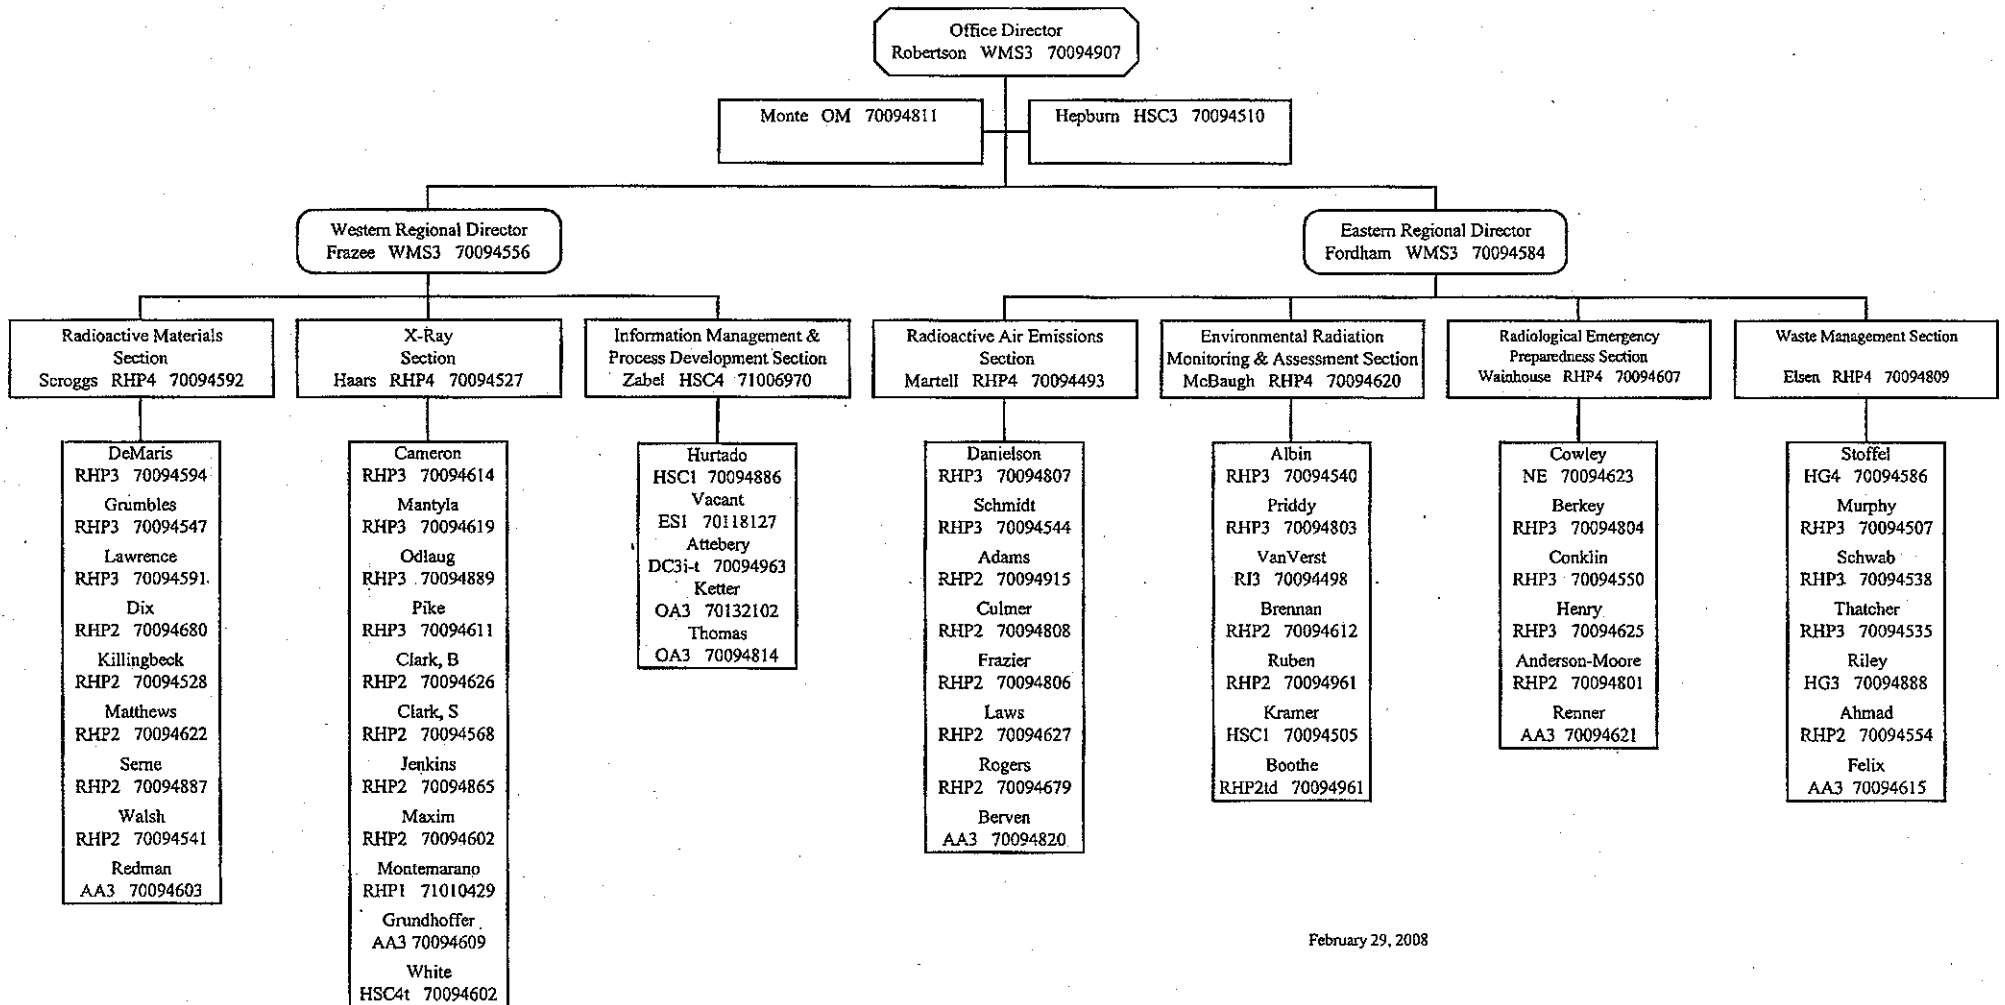 Office Director
Robertson WMS3 70094907
Monte OM 70094811
Hepburn HSC3 70094510
Western Regional Director
Frazee WMS3 70094556
Eastern Regional Director
Fordham WMS3 70094584
Radioactive Materials
Section
Scroggs RHP4 70094592
X-Ray
Section
Haars RHP4 70094527
Information Management &
Process Development Section
Zabel HSC4 71006970
Radioactive Air Emissions
Section
Martell RHP4 70094493
Environmental Radiation
Monitoring & Assessment Section
McBaugh RHP4 70094620
Radiological Emergency
Preparedness Section
Wainhouse RHP4 70094607
Waste Management Section
Elsen RHP4 70094809
DeMaris
RHP3 70094594
Grumbles
RHP3 70094547
Lawrence
RHP3 70094591
Dix
RHP2 70094680
Killingbeck
RHP2 70094528
Matthews
RHP2 70094622
Serne
RHP2 70094887
Walsh
RHP2 70094541
Redman
AA3 70094603
Cameron
RHP3 70094614
Mantyla
RHP3 70094619
Odlaug
RHP3 70094889
Pike
RHP3 70094611
Clark, B
RHP2 70094626
Clark, S
RHP2 70094568
Jenkins
RHP2 70094865
Maxim
RHP2 70094602
Montemarano
RHP1 71010429
Grundhoffer
AA3 70094609
White
HSC4t 70094602
Hurtado
HSC1 70094886
Vacant
ES1 70118127
Attebery
DC3i-t 70094963
Ketter
OA3 70132102
Thomas
OA3 70094814
Danielson
RHP3 70094807
Schmidt
RHP3 70094544
Adams
RHP2 70094915
Culmer
RHP2 70094808
Frazier
RHP2 70094806
Laws
RHP2 70094627
Rogers
RHP2 70094679
Berven
AA3 70094820
Albin
RHP3 70094540
Priddy
RHP3 70094803
VanVerst
RI3 70094498
Brennan
RHP2 70094612
Ruben
RHP2 70094961
Kramer
HSC1 70094505
Boothe
RHP2td 70094961
Cowley
NE 70094623
Berkey
RHP3 70094804
Conklin
RHP3 70094550
Henry
RHP3 70094625
Anderson-Moore
RHP2 70094801
Renner
AA3 70094621
Stoffel
HG4 70094586
Murphy
RHP3 70094507
Schwab
RHP3 70094538
Thatcher
RHP3 70094535
Riley
HG3 70094888
Ahmad
RHP2 70094554
Felix
AA3 70094615
February 29, 2008